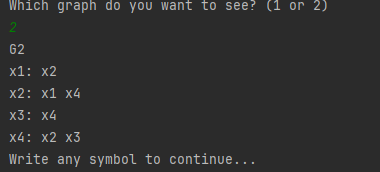 Which graph do you want to see? (1 or 2)
2
G2
x1: x2
x2: x1 x4
x3: x4
x4: x2 x3
Write any symbol to continue...